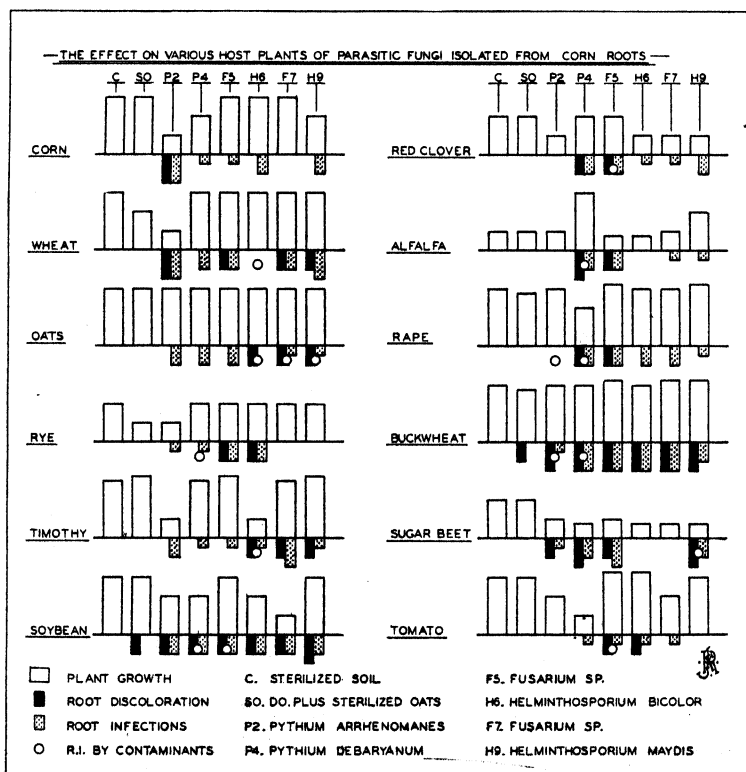 THE EFFECT ON VARIOUS HOST PLANTS OF PARASITIC FUNGI ISOLATED FROM CORN ROOTS
C SO P2 P4 F5 H6 F7 H9
CORN
WHEAT
OATS
RYE
TIMOTHY
SOYBEAN
C SO P2 P4 F5 H6 F7 H9
RED CLOVER
ALFALFA
RAPE
BUCKWHEAT
SUGAR BEET
TOMATO
PLANT GROWTH
ROOT DISCOLORATION
ROOT INFECTIONS
R.I. BY CONTAMINANTS
C. STERILIZED SOIL
SO. DO. PLUS STERILIZED OATS
P2. PYTHIUM ARRHENOMANES
P4. PYTHIUM DEBARYANUM
F5. FUSARIUM SP.
H6. HELMINTHOSPORIUM BICOLOR
F7. FUSARIUM SP.
H9. HELMINTHOSPORIUM MAYDIS